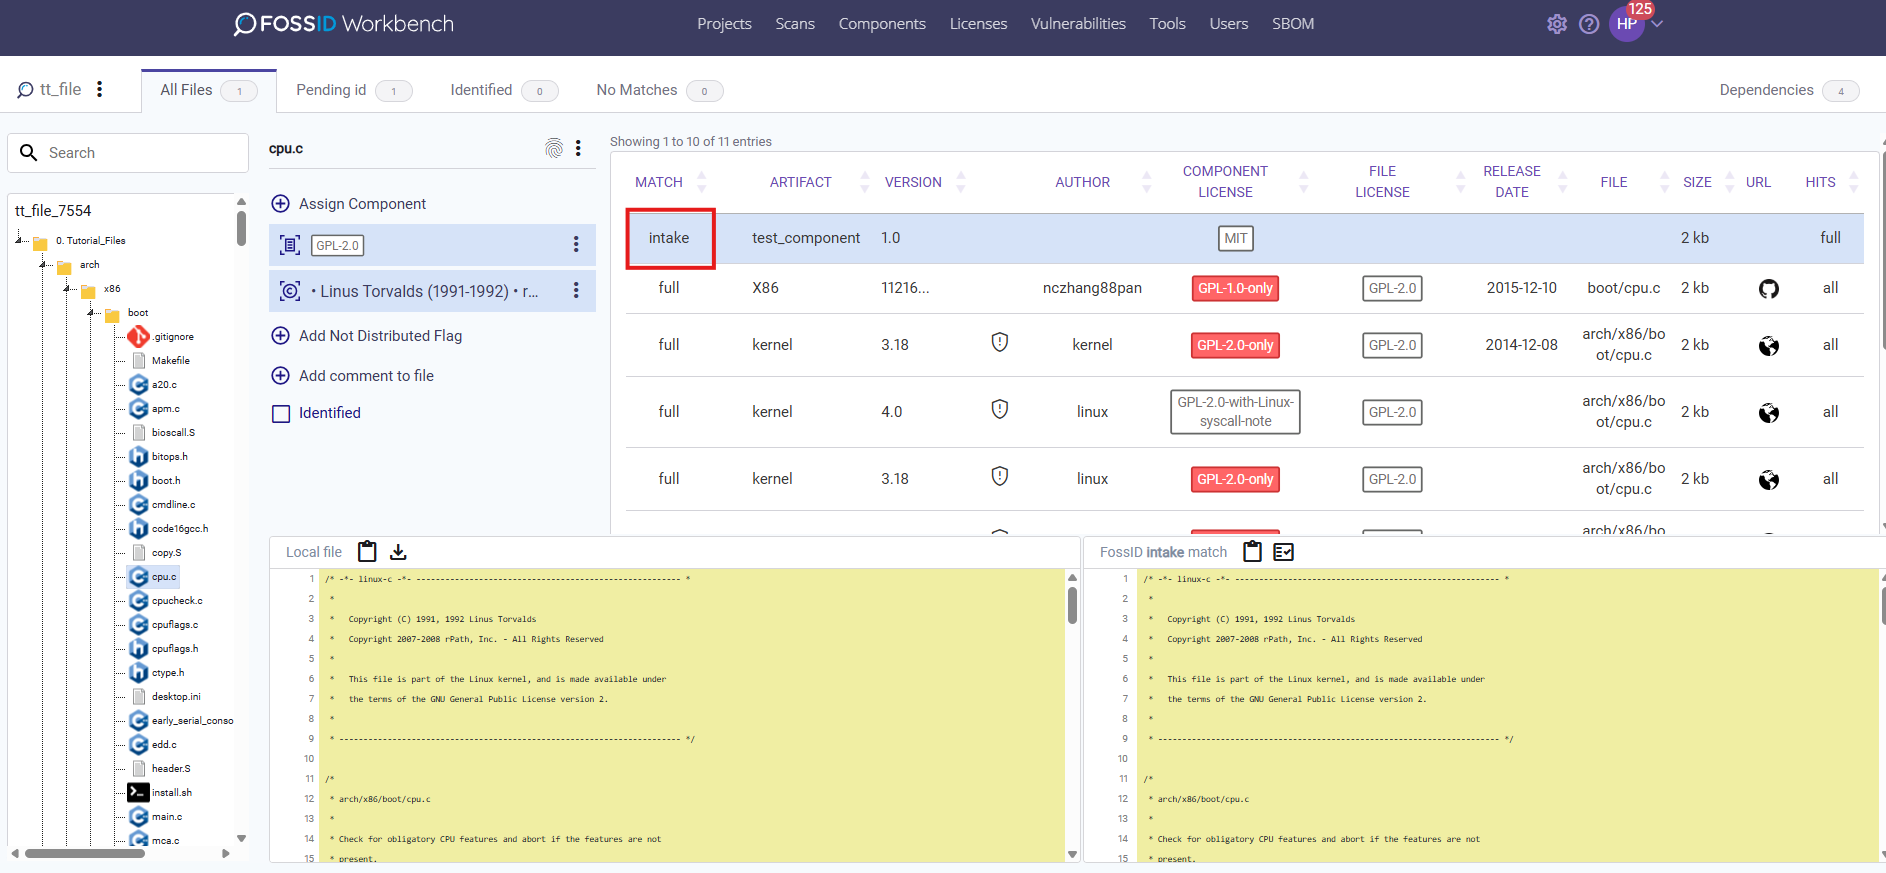 FOSSID Workbench
Projects Scans Components Licenses Vulnerabilities Tools Users SBOM
HP 125
tt_file
All Files 1
Pending id 1
Identified 0
No Matches 0
Dependencies 4
Search
tt_file_7554
0. Tutorial_Files
arch
x86
boot
.gitignore
Makefile
a20.c
apm.c
bioscall.S
bitops.h
boot.h
cmdline.c
code16gcc.h
copy.S
cpu.c
cpucheck.c
cpuflags.c
cpuflags.h
ctype.h
desktop.ini
early_serial_conso
edd.c
header.S
install.sh
main.c
mca.c
cpu.c
Assign Component
GPL-2.0
• Linus Torvalds (1991-1992) • r...
Add Not Distributed Flag
Add comment to file
Identified
Showing 1 to 10 of 11 entries
MATCH ARTIFACT VERSION AUTHOR COMPONENT LICENSE FILE LICENSE RELEASE DATE FILE SIZE URL HITS
intake test_component 1.0 MIT 2 kb full
full X86 11216... nczhang88pan GPL-1.0-only GPL-2.0 2015-12-10 boot/cpu.c 2 kb all
full kernel 3.18 kernel GPL-2.0-only GPL-2.0 2014-12-08 arch/x86/bo
ot/cpu.c 2 kb all
full kernel 4.0 linux GPL-2.0-with-Linux-
syscall-note GPL-2.0 arch/x86/bo
ot/cpu.c 2 kb all
full kernel 3.18 linux GPL-2.0-only GPL-2.0 arch/x86/bo
ot/cpu.c 2 kb all
arch/x86/bo
Local file
1 /* -*- linux-c -*- ------------------------------------------------------- *
2 *
3 * Copyright (C) 1991, 1992 Linus Torvalds
4 * Copyright 2007-2008 rPath, Inc. - All Rights Reserved
5 *
6 * This file is part of the Linux kernel, and is made available under
7 * the terms of the GNU General Public License version 2.
8 *
9 * ----------------------------------------------------------------------- */
10
11 /*
12 * arch/x86/boot/cpu.c
13 *
14 * Check for obligatory CPU features and abort if the features are not
15 * present.
FossID intake match
1 /* -*- linux-c -*- ------------------------------------------------------- *
2 *
3 * Copyright (C) 1991, 1992 Linus Torvalds
4 * Copyright 2007-2008 rPath, Inc. - All Rights Reserved
5 *
6 * This file is part of the Linux kernel, and is made available under
7 * the terms of the GNU General Public License version 2.
8 *
9 * ----------------------------------------------------------------------- */
10
11 /*
12 * arch/x86/boot/cpu.c
13 *
14 * Check for obligatory CPU features and abort if the features are not
15 * present.